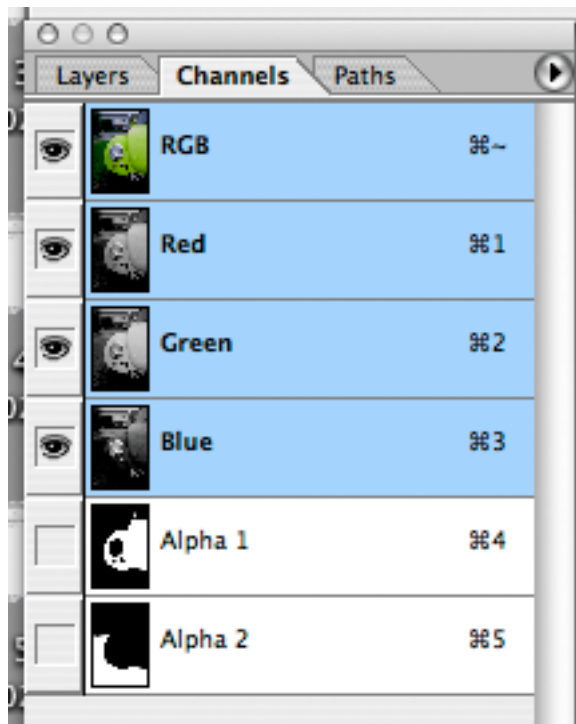 Layers Channels Paths
RGB ⌘~
Red ⌘1
Green ⌘2
Blue ⌘3
Alpha 1 ⌘4
Alpha 2 ⌘5